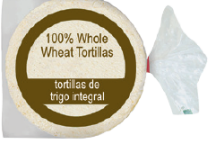 100% Whole
Wheat Tortillas
tortillas de
trigo integral